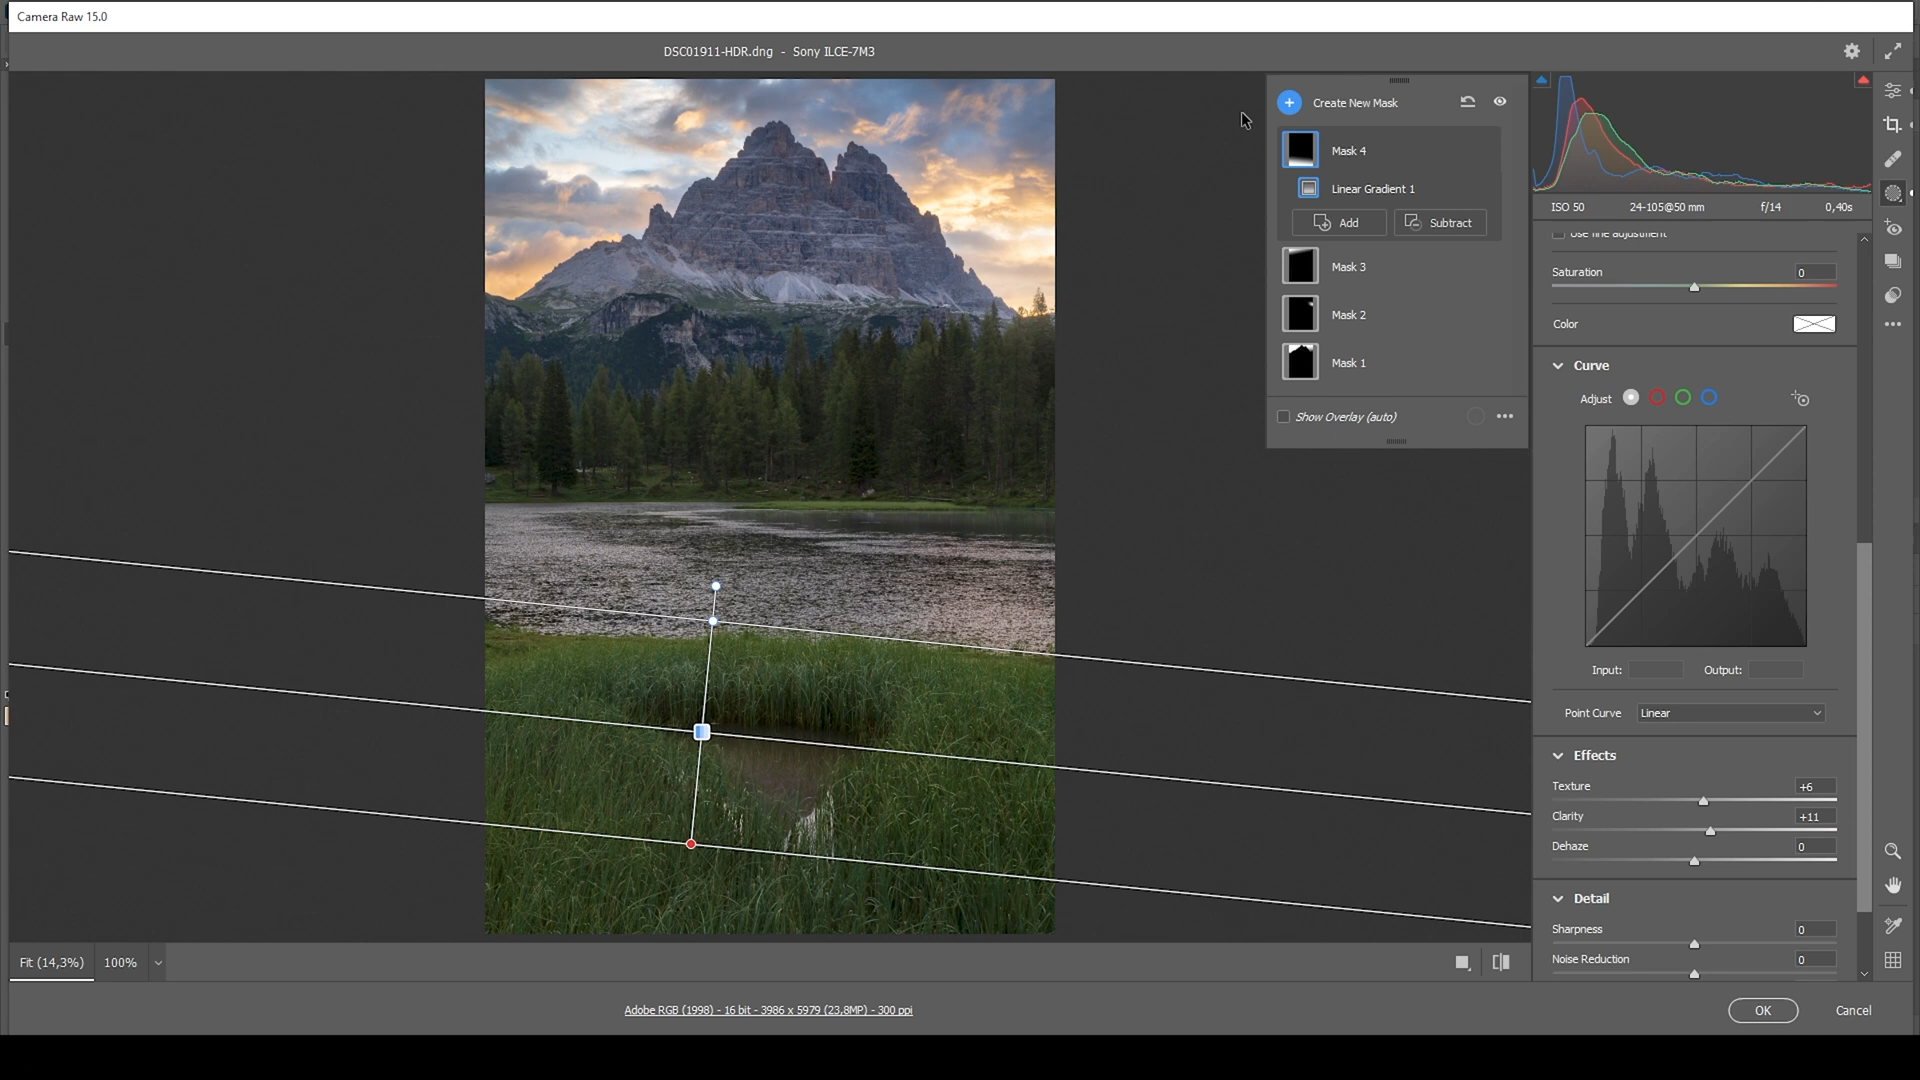 Camera Raw 15.0
DSC01911-HDR.dng - Sony ILCE-7M3
Create New Mask
Mask 4
Linear Gradient 1
Add
Subtract
Mask 3
Mask 2
Mask 1
Show Overlay (auto)
ISO 50 24-105@50 mm f/14 0,40s
Use fine adjustment
Saturation 0
Color
Curve
Adjust
Input: Output:
Point Curve Linear
Effects
Texture +6
Clarity +11
Dehaze 0
Detail
Sharpness 0
Noise Reduction 0
Fit (14,3%) 100%
Adobe RGB (1998) - 16 bit - 3986 x 5979 (23,8MP) - 300 ppi
OK Cancel